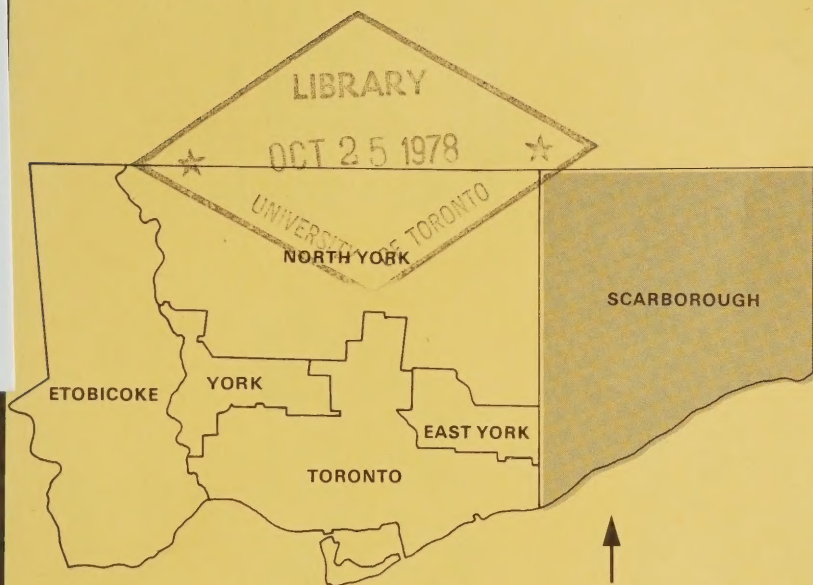 LIBRARY
OCT 25 1978
UNIVERSITY OF TORONTO
NORTH YORK
SCARBOROUGH
ETOBICOKE
YORK
EAST YORK
TORONTO